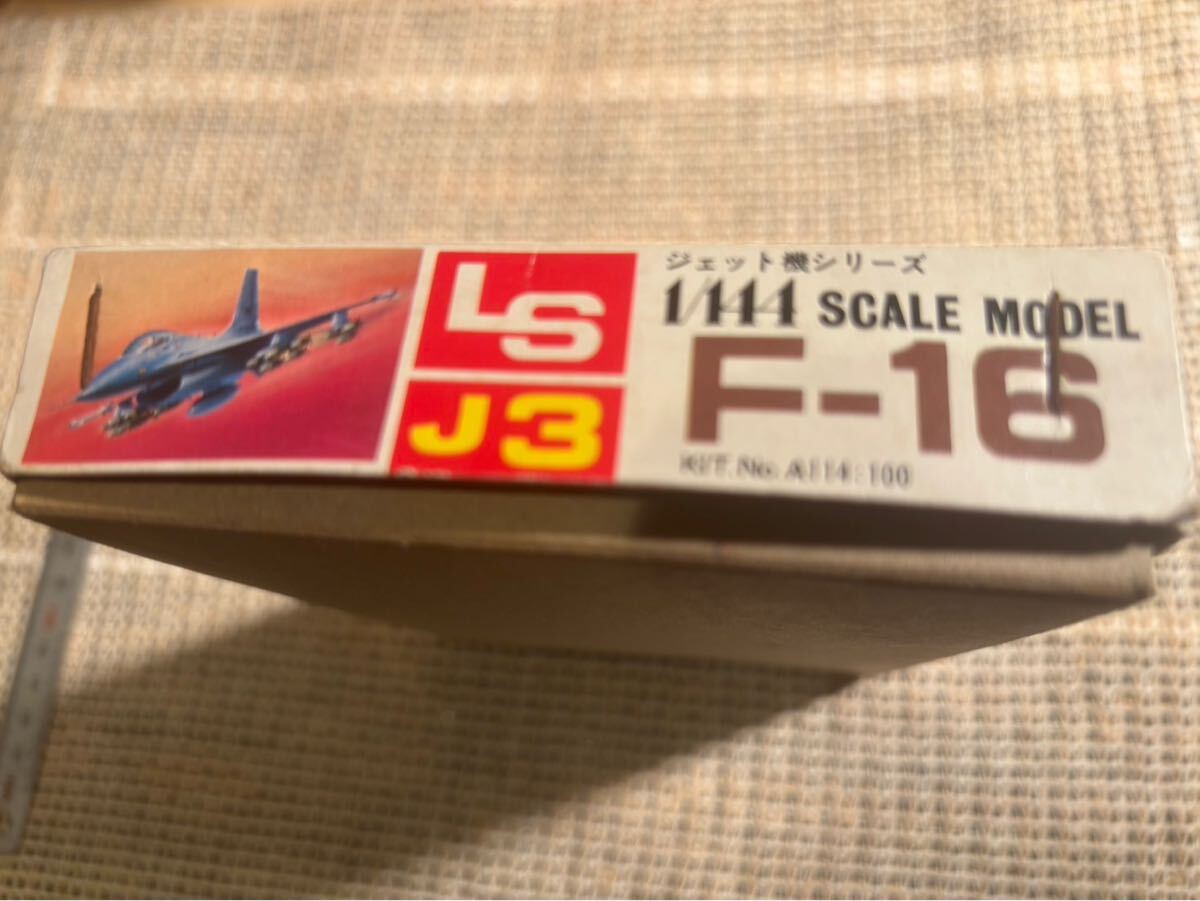 LS
J3
ジェット機シリーズ
1/144 SCALE MODEL
F-16
KIT.No. A114:100